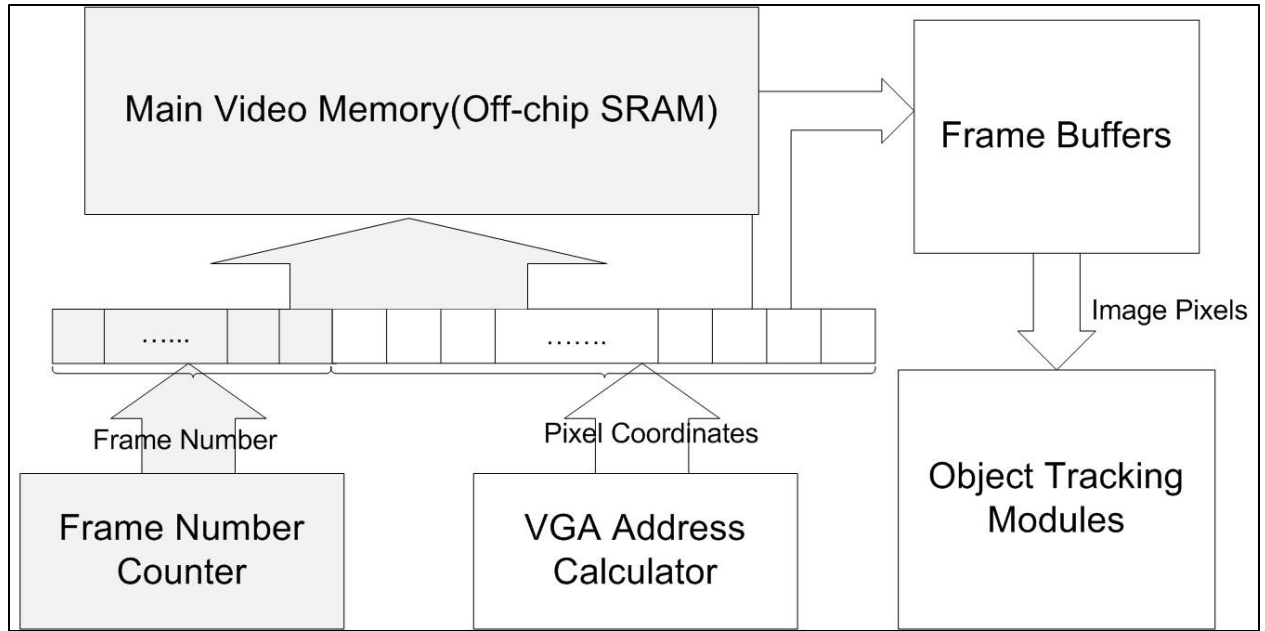 Main Video Memory(Off-chip SRAM)
Frame Buffers
Image Pixels
…...
…….
Frame Number
Pixel Coordinates
Frame Number
Counter
VGA Address
Calculator
Object Tracking
Modules